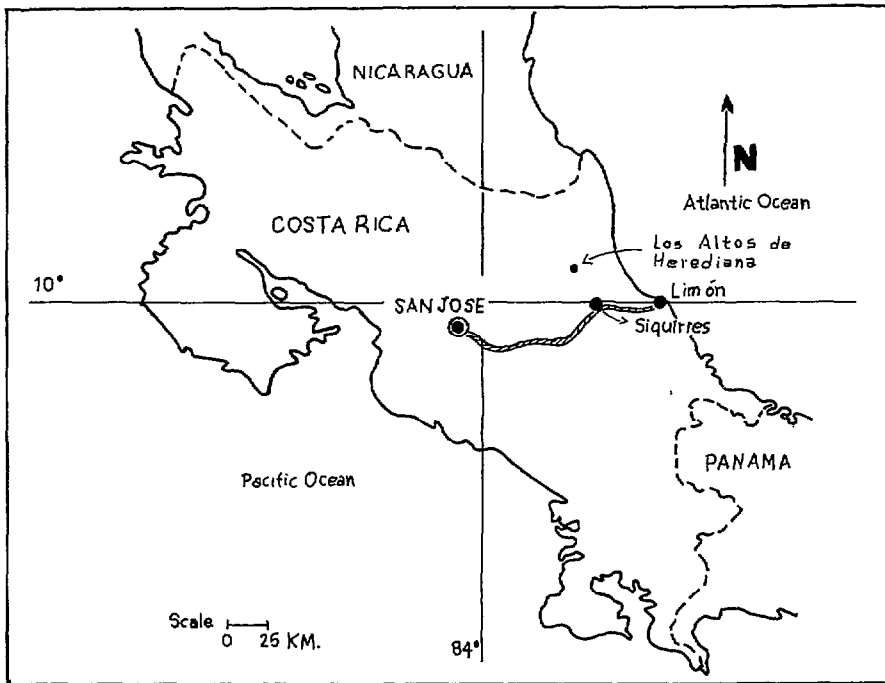 NICARAGUA
N
Atlantic Ocean
COSTA RICA
Los Altos de
Herediana
10°
Limón
SAN JOSE
Siquirres
PANAMA
Pacific Ocean
Scale
0 25 KM.
84°